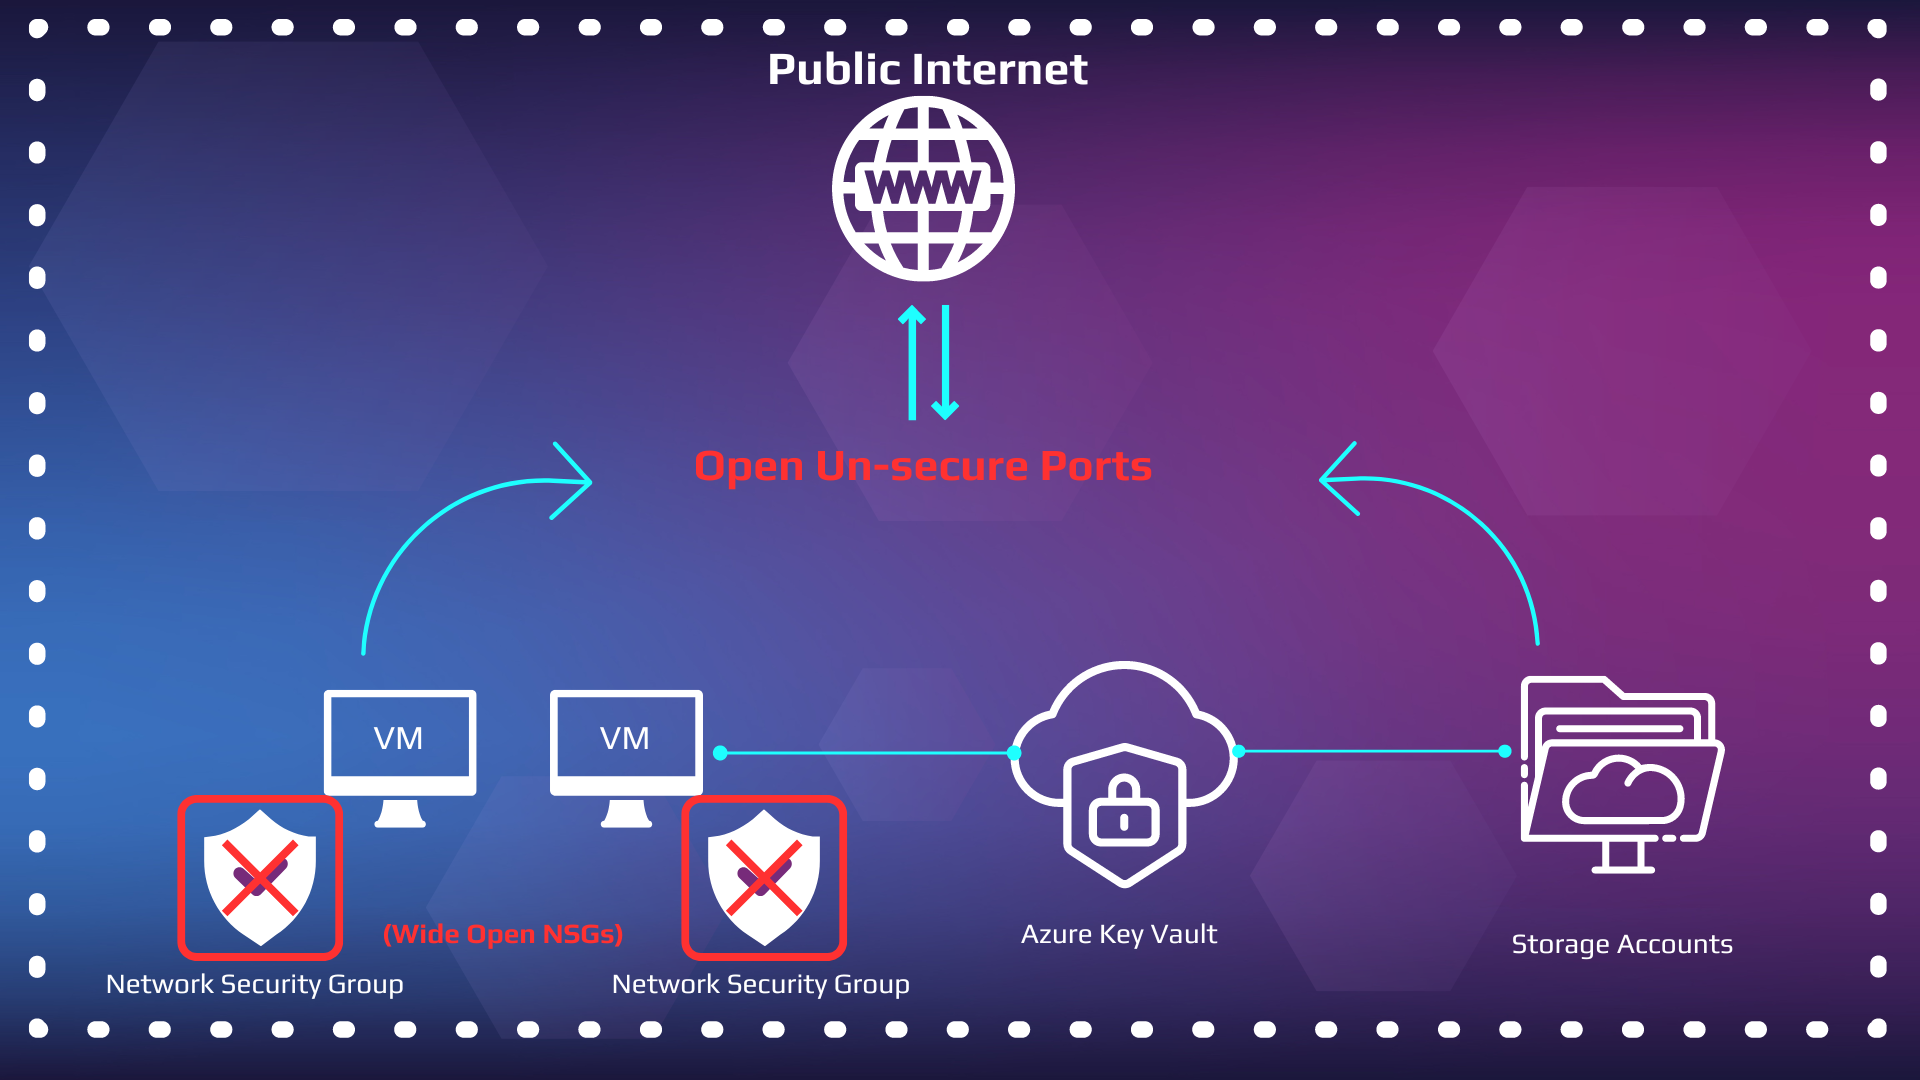 Public Internet
WWW
Open Un-secure Ports
VM
VM
(Wide Open NSGs)
Azure Key Vault
Storage Accounts
Network Security Group
Network Security Group